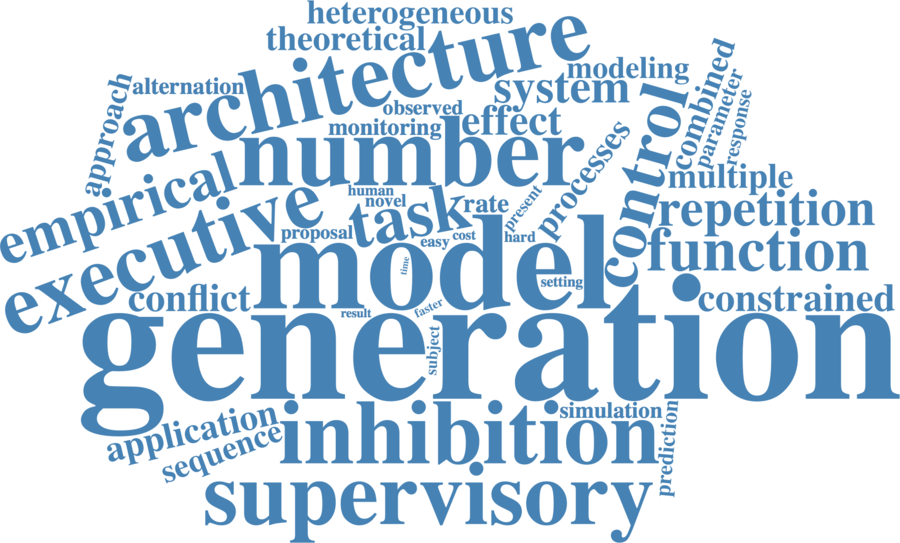 heterogeneous
theoretical
architecture
modeling
system
alternation
approach
observed
monitoring
effect
number
processes
control
combined
parameter
response
multiple
empirical
executive
human
novel
task
rate
present
repetition
proposal
easy
cost
hard
function
model
time
setting
conflict
constrained
result
faster
generation
subject
application
sequence
inhibition
simulation
prediction
supervisory